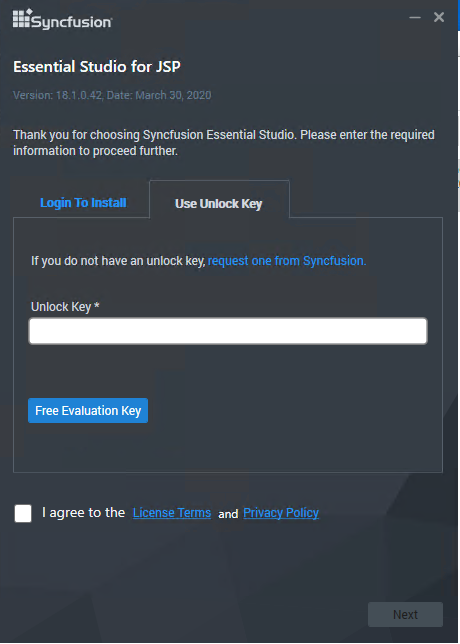 Syncfusion
Essential Studio for JSP
Version: 18.1.0.42, Date: March 30, 2020
Thank you for choosing Syncfusion Essential Studio. Please enter the required
information to proceed further.
Login To Install Use Unlock Key
If you do not have an unlock key, request one from Syncfusion.
Unlock Key *
Free Evaluation Key
I agree to the License Terms and Privacy Policy
Next